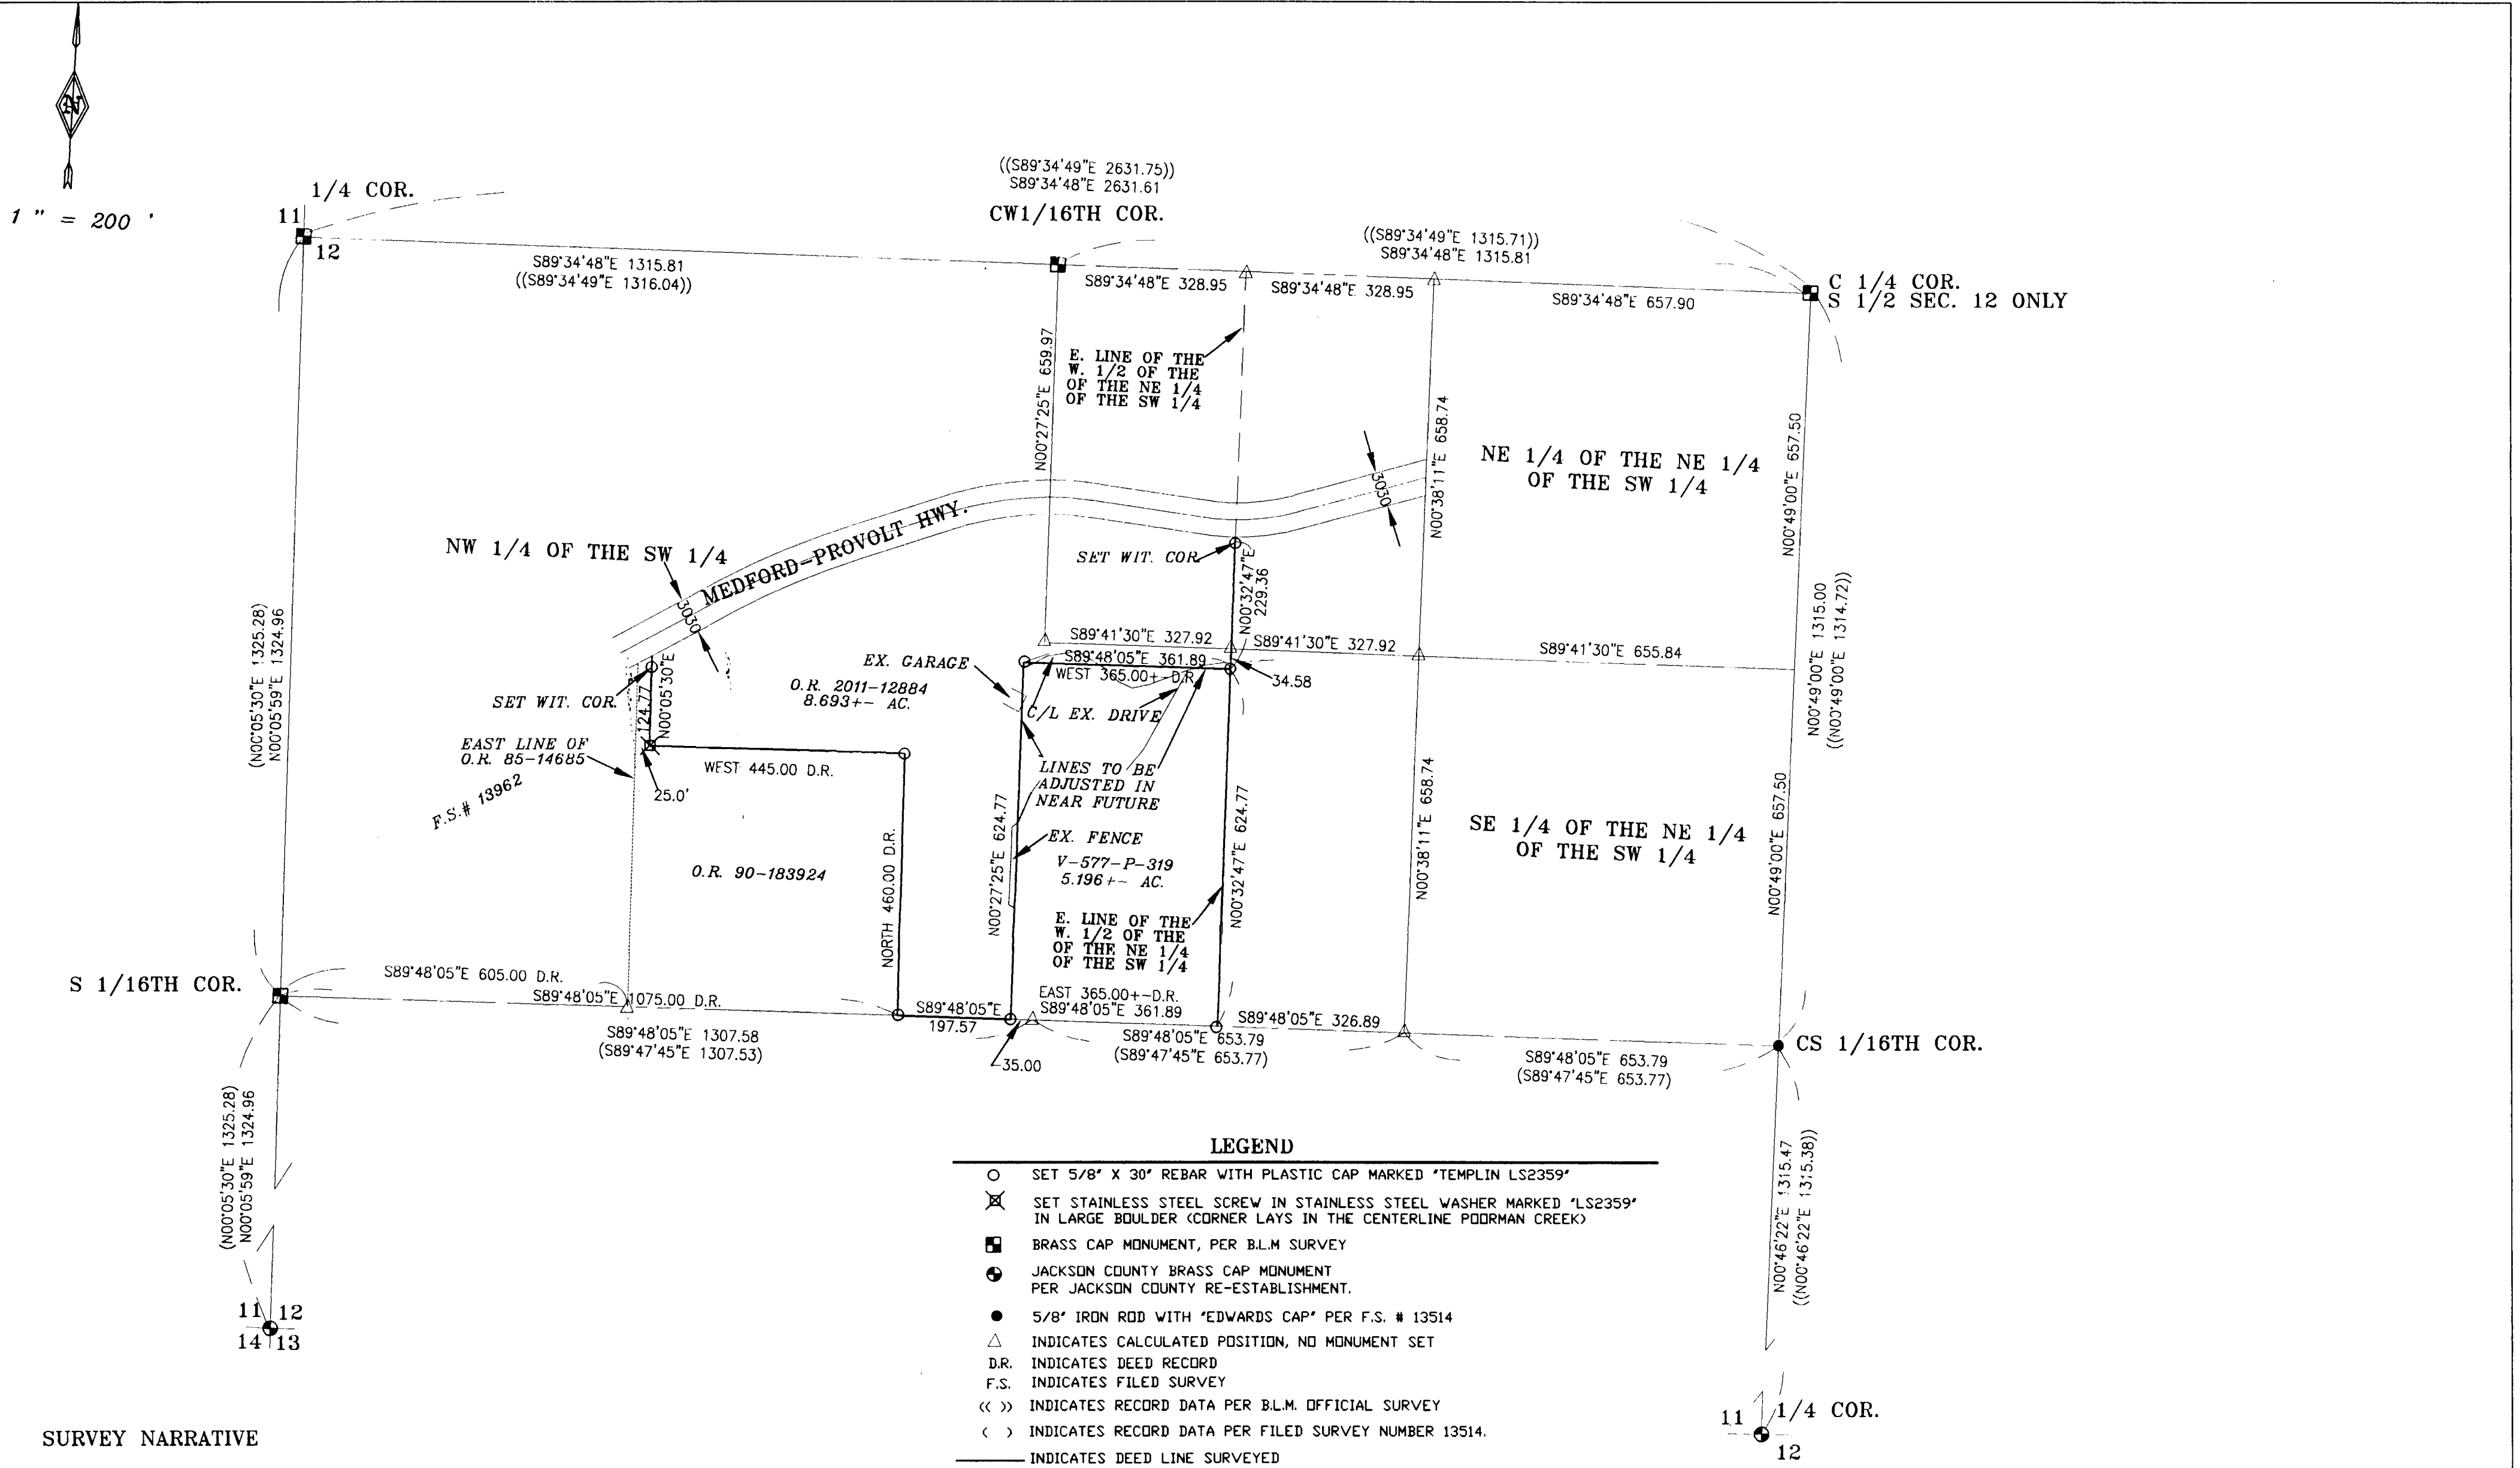 N
1 " = 200 '
((S89°34'49"E 2631.75))
S89°34'48"E 2631.61
1/4 COR.
11
12
CW1/16TH COR.
((S89°34'49"E 1315.71))
S89°34'48"E 1315.81
S89°34'48"E 1315.81
((S89°34'49"E 1316.04))
S89°34'48"E 328.95
S89°34'48"E 328.95
S89°34'48"E 657.90
C 1/4 COR.
S 1/2 SEC. 12 ONLY
N00°27'25"E 659.97
E. LINE OF THE
W. 1/2 OF THE
OF THE NE 1/4
OF THE SW 1/4
N00°38'11"E 658.74
N00°49'00"E 657.50
NE 1/4 OF THE NE 1/4
OF THE SW 1/4
3030
NW 1/4 OF THE SW 1/4
MEDFORD-PROVOLT HWY.
3030
SET WIT. COR.
N00°32'47"E
229.36
(N00°05'30"E 1325.28)
N00°05'59"E 1324.96
N00°49'00"E 1315.00
((N00°49'00"E 1314.72))
S89°41'30"E 327.92
S89°41'30"E 327.92
S89°41'30"E 655.84
EX. GARAGE
S89°48'05"E 361.89
WEST 365.00+-D.R.
34.58
O.R. 2011-12884
8.693+- AC.
SET WIT. COR.
124.77
N00°05'30"E
C/L EX. DRIVE
EAST LINE OF
O.R. 85-14685
F.S.# 13962
WEST 445.00 D.R.
25.0'
LINES TO BE
ADJUSTED IN
NEAR FUTURE
N00°27'25"E 624.77
EX. FENCE
V-577-P-319
5.196+- AC.
N00°32'47"E 624.77
N00°38'11"E 658.74
N00°49'00"E 657.50
SE 1/4 OF THE NE 1/4
OF THE SW 1/4
O.R. 90-183924
NORTH 460.00 D.R.
E. LINE OF THE
W. 1/2 OF THE
OF THE NE 1/4
OF THE SW 1/4
S 1/16TH COR.
S89°48'05"E 605.00 D.R.
S89°48'05"E 1075.00 D.R.
S89°48'05"E 1307.58
(S89°47'45"E 1307.53)
S89°48'05"E
197.57
EAST 365.00+-D.R.
S89°48'05"E 361.89
35.00
S89°48'05"E 326.89
S89°48'05"E 653.79
(S89°47'45"E 653.77)
S89°48'05"E 653.79
(S89°47'45"E 653.77)
CS 1/16TH COR.
(N00°05'30"E 1325.28)
N00°05'59"E 1324.96
N00°46'22"E 1315.47
((N00°46'22"E 1315.38))
11 12
14 13
LEGEND
SET 5/8" X 30" REBAR WITH PLASTIC CAP MARKED "TEMPLIN LS2359"
SET STAINLESS STEEL SCREW IN STAINLESS STEEL WASHER MARKED "LS2359"
IN LARGE BOULDER (CORNER LAYS IN THE CENTERLINE POORMAN CREEK)
BRASS CAP MONUMENT, PER B.L.M SURVEY
JACKSON COUNTY BRASS CAP MONUMENT
PER JACKSON COUNTY RE-ESTABLISHMENT.
5/8" IRON ROD WITH "EDWARDS CAP" PER F.S. # 13514
INDICATES CALCULATED POSITION, NO MONUMENT SET
D.R. INDICATES DEED RECORD
F.S. INDICATES FILED SURVEY
(( )) INDICATES RECORD DATA PER B.L.M. OFFICIAL SURVEY
( ) INDICATES RECORD DATA PER FILED SURVEY NUMBER 13514.
INDICATES DEED LINE SURVEYED
11
1/4 COR.
12
SURVEY NARRATIVE